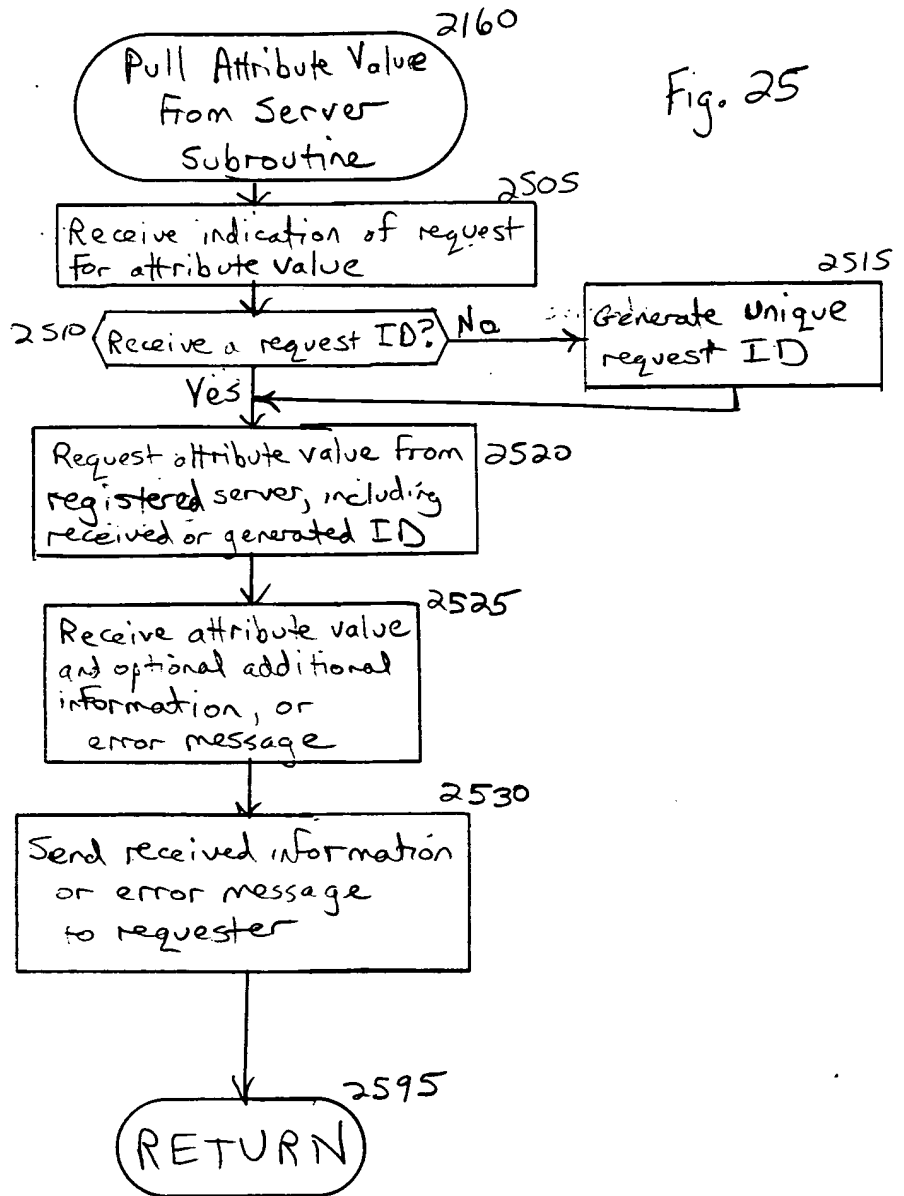 2160
Pull Attribute Value
From Server
Subroutine
Fig. 25
2505
Receive indication of request
for attribute value
2510
Receive a request ID?
No
2515
Generate unique
request ID
Yes
Request attribute value from
registered server, including
received or generated ID
2520
2525
Receive attribute value
and optional additional
information, or
error message
2530
Send received information
or error message
to requester
2595
RETURN